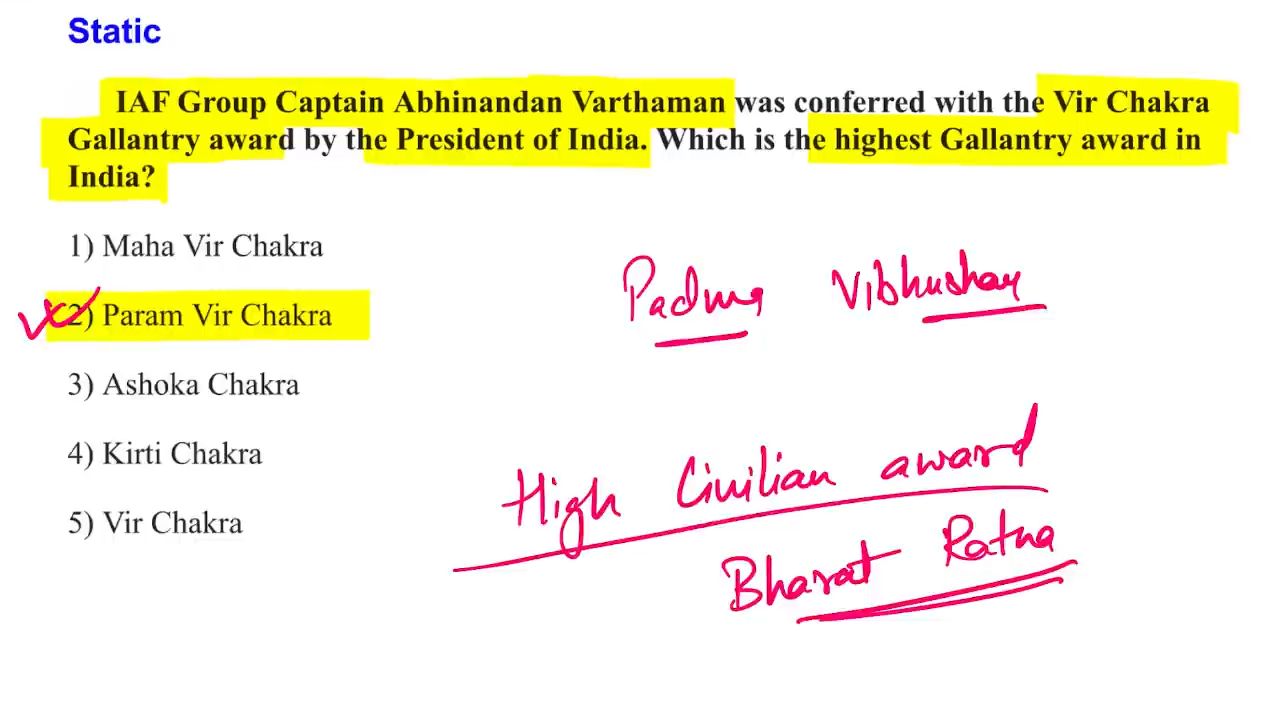 Static
IAF Group Captain Abhinandan Varthaman was conferred with the Vir Chakra
Gallantry award by the President of India. Which is the highest Gallantry award in
India?
1) Maha Vir Chakra
2) Param Vir Chakra
3) Ashoka Chakra
4) Kirti Chakra
5) Vir Chakra
Padma Vibhushan
High Civilian award
Bharat Ratna